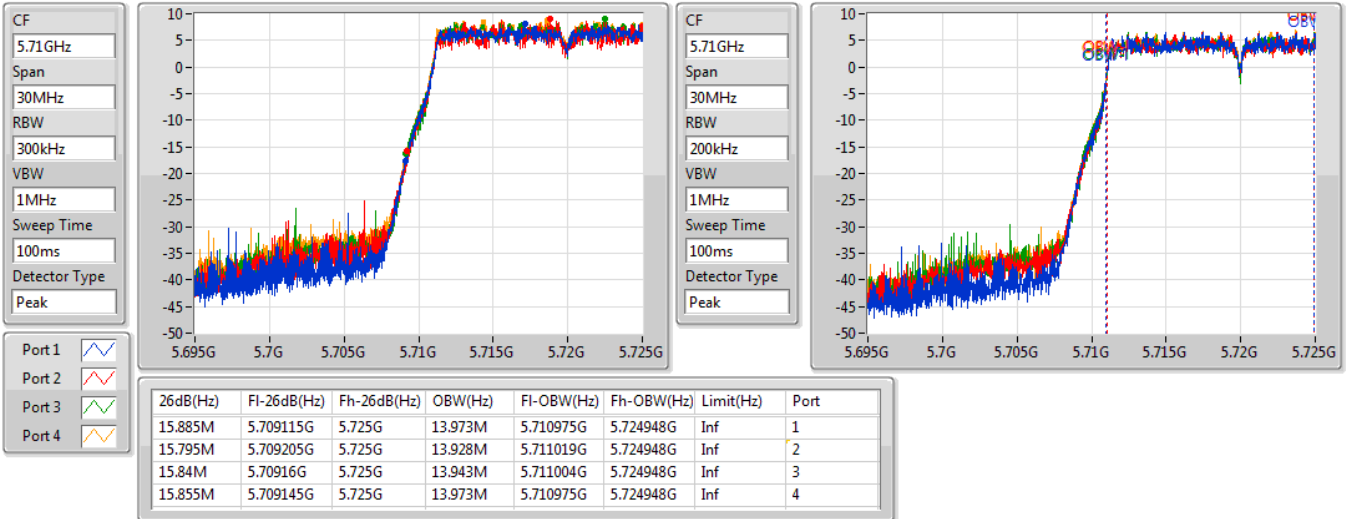 CF
5.71GHz
Span
30MHz
RBW
300kHz
VBW
1MHz
Sweep Time
100ms
Detector Type
Peak
10
5
0
-5
-10
-15
-20
-25
-30
-35
-40
-45
-50
5.695G 5.7G 5.705G 5.71G 5.715G 5.72G 5.725G
CF
5.71GHz
Span
30MHz
RBW
200kHz
VBW
1MHz
Sweep Time
100ms
Detector Type
Peak
10
5
0
-5
-10
-15
-20
-25
-30
-35
-40
-45
-50
5.695G 5.7G 5.705G 5.71G 5.715G 5.72G 5.725G
Port 1
Port 2
Port 3
Port 4
26dB(Hz) Fl-26dB(Hz) Fh-26dB(Hz) OBW(Hz) Fl-OBW(Hz) Fh-OBW(Hz) Limit(Hz) Port
15.885M 5.709115G 5.725G 13.973M 5.710975G 5.724948G Inf 1
15.795M 5.709205G 5.725G 13.928M 5.711019G 5.724948G Inf 2
15.84M 5.70916G 5.725G 13.943M 5.711004G 5.724948G Inf 3
15.855M 5.709145G 5.725G 13.973M 5.710975G 5.724948G Inf 4